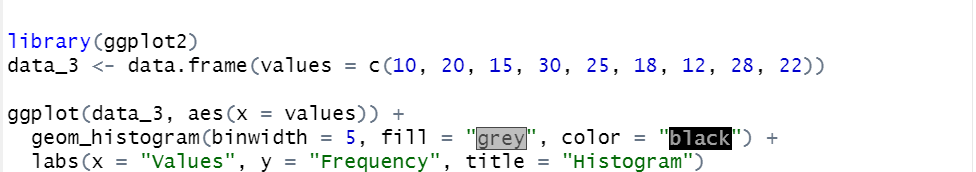 library(ggplot2)
data_3 <- data.frame(values = c(10, 20, 15, 30, 25, 18, 12, 28, 22))
ggplot(data_3, aes(x = values)) +
geom_histogram(binwidth = 5, fill = "grey", color = "black") +
labs(x = "Values", y = "Frequency", title = "Histogram")